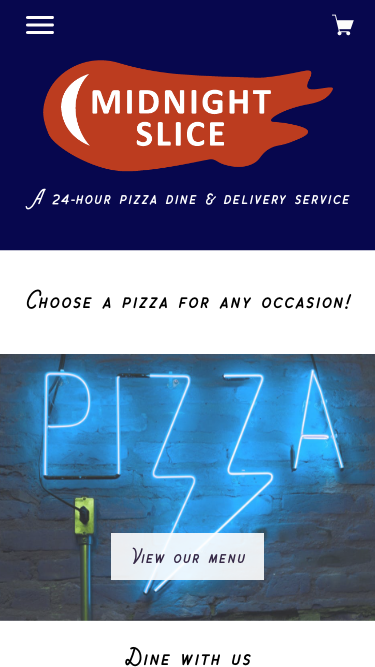 MIDNIGHT
SLICE
A 24-hour pizza dine & delivery service
Choose a pizza for any occasion!
PIZZA
View our menu
Dine with us